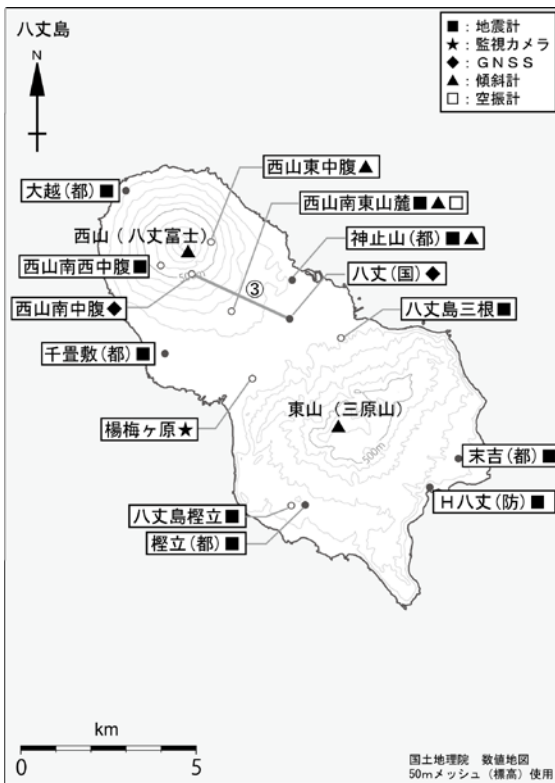 八丈島
N
■：地震計
★：監視カメラ
◆：ＧＮＳＳ
▲：傾斜計
□：空振計
西山東中腹▲
大越(都)■
西山南東山麓■▲□
西山（八丈富士）
神止山(都)■▲
西山南西中腹■
八丈(国)◆
③
西山南中腹◆
八丈島三根■
千畳敷(都)■
東山（三原山）
楊梅ヶ原★
500m
末吉(都)■
Ｈ八丈(防)■
八丈島樫立■
樫立(都)■
km
0 5
国土地理院　数値地図
50mメッシュ（標高）使用